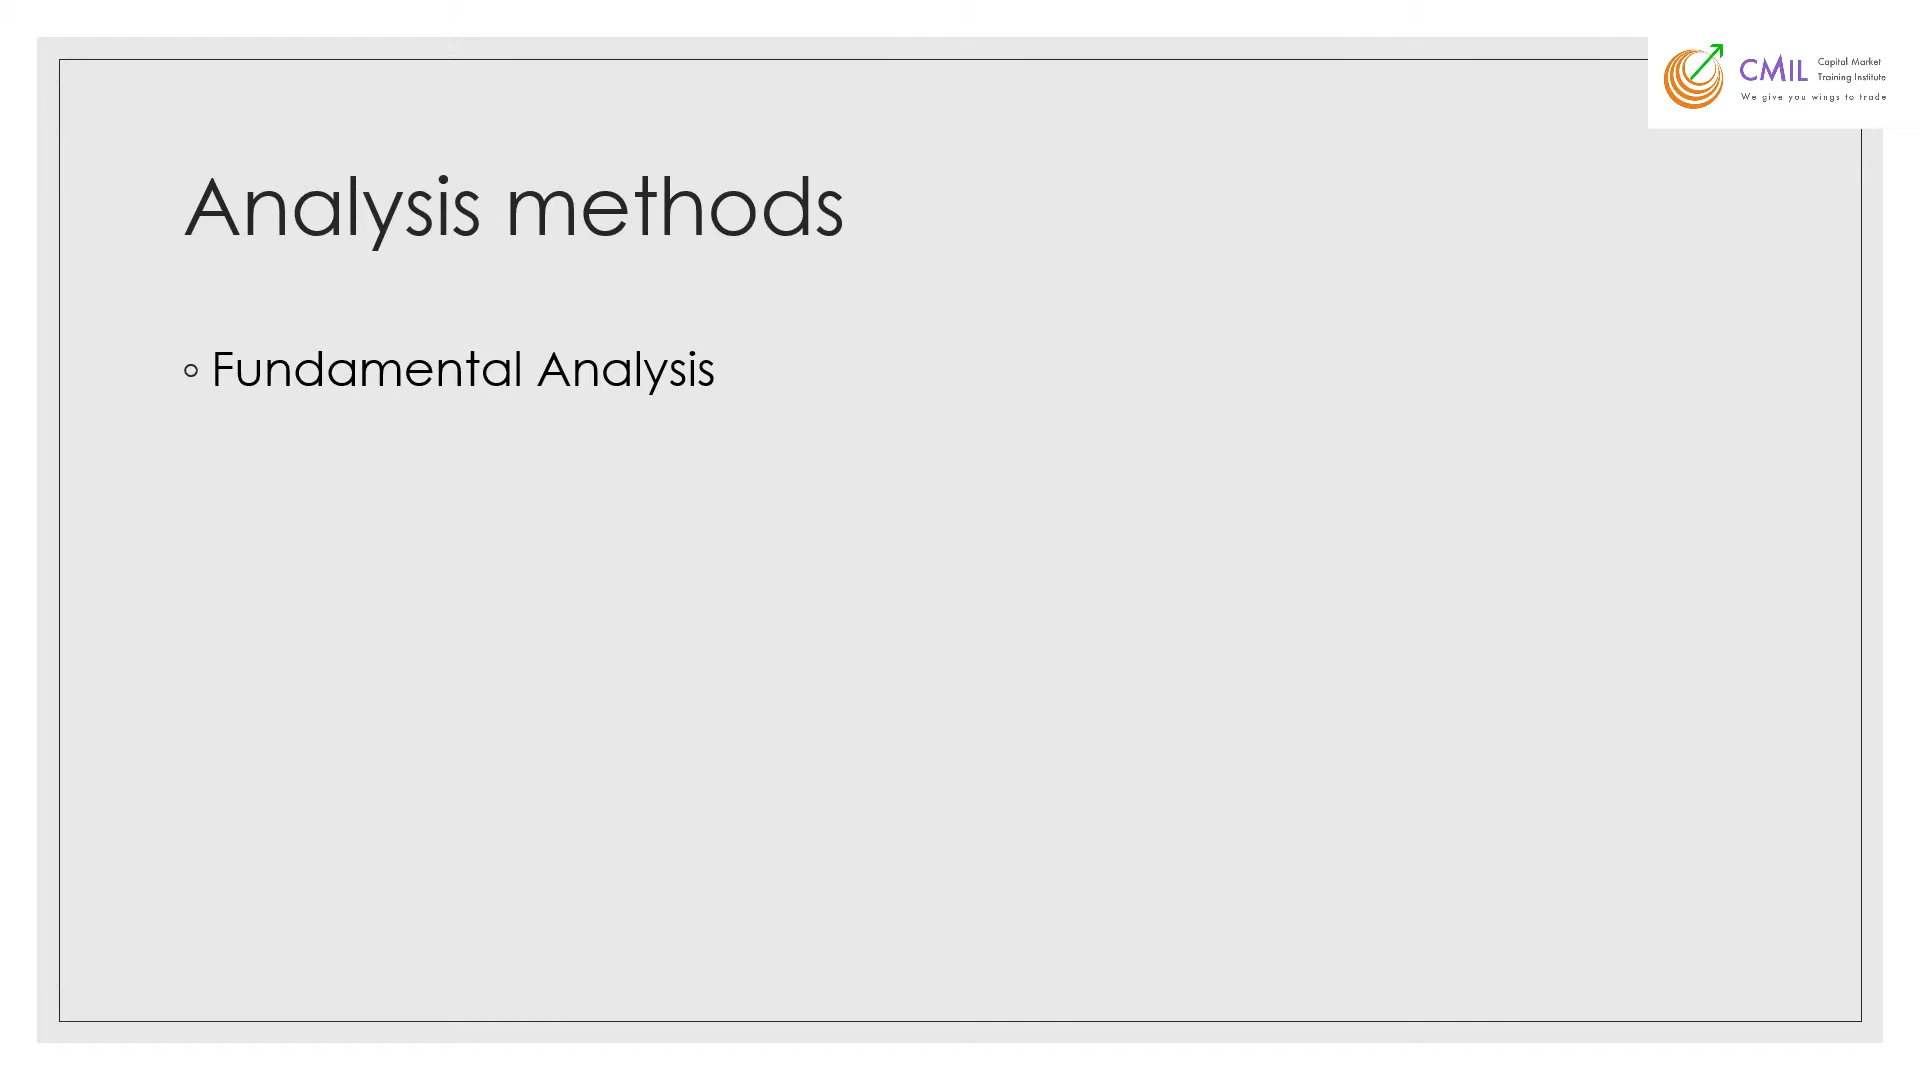 CMIL
Capital Market
Training Institute
We give you wings to trade
Analysis methods
Fundamental Analysis